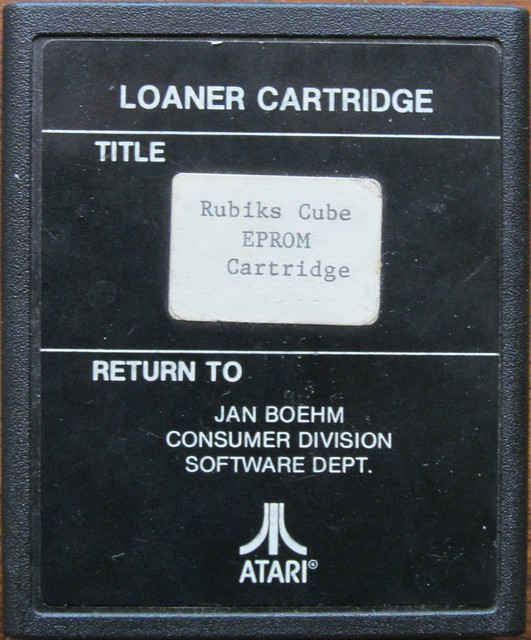 LOANER CARTRIDGE
TITLE
Rubiks Cube
EPROM
Cartridge
RETURN TO
JAN BOEHM
CONSUMER DIVISION
SOFTWARE DEPT.
ATARI®